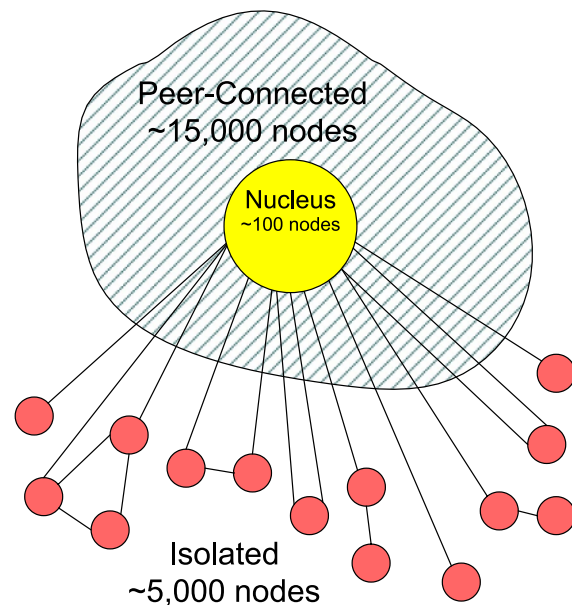 Peer-Connected
~15,000 nodes
Nucleus
~100 nodes
Isolated
~5,000 nodes